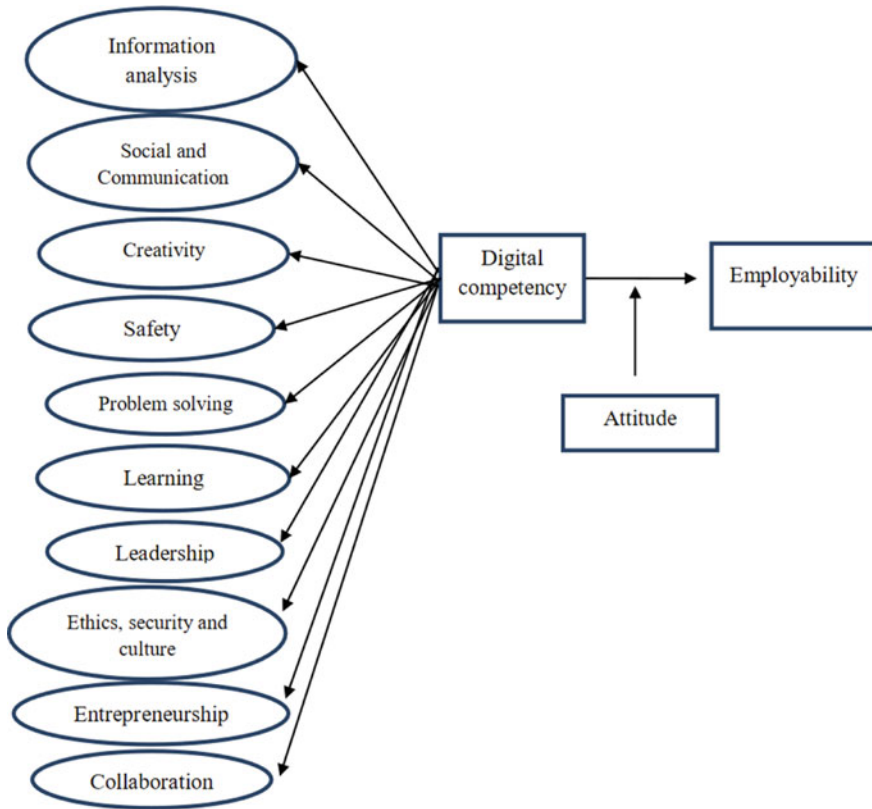 Information
analysis
Social and
Communication
Creativity
Safety
Problem solving
Learning
Leadership
Ethics, security and
culture
Entrepreneurship
Collaboration
Digital
competency
Employability
Attitude